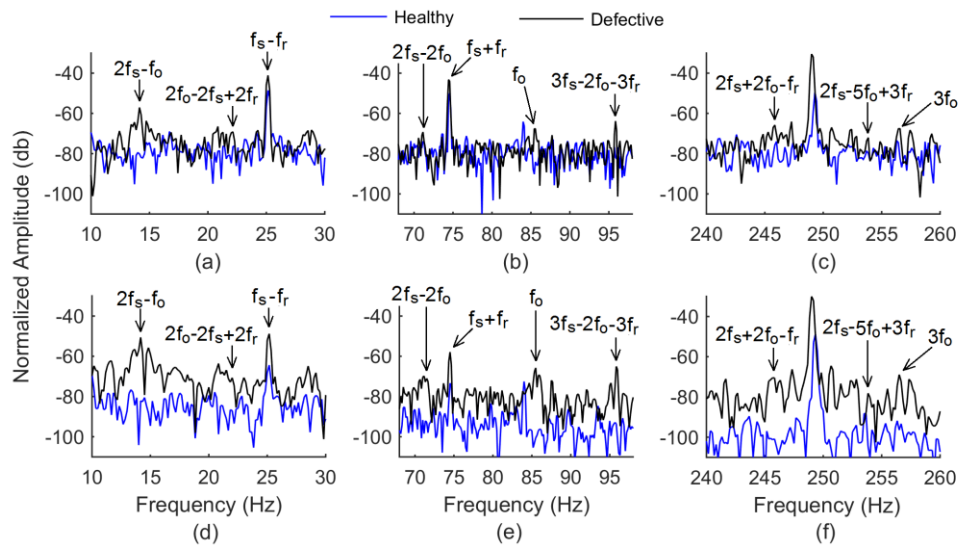 Healthy Defective
Normalized Amplitude (db)
-40
-60
-80
-100
2fs-fo
2fo-2fs+2fr
fs-fr
10 15 20 25 30
(a)
2fs-2fo
fs+fr
fo
3fs-2fo-3fr
70 75 80 85 90 95
(b)
2fs+2fo-fr
2fs-5fo+3fr
3fo
240 245 250 255 260
(c)
-40
-60
-80
-100
2fs-fo
2fo-2fs+2fr
fs-fr
10 15 20 25 30
Frequency (Hz)
(d)
2fs-2fo
fs+fr
fo
3fs-2fo-3fr
70 75 80 85 90 95
Frequency (Hz)
(e)
2fs+2fo-fr
2fs-5fo+3fr
3fo
240 245 250 255 260
Frequency (Hz)
(f)